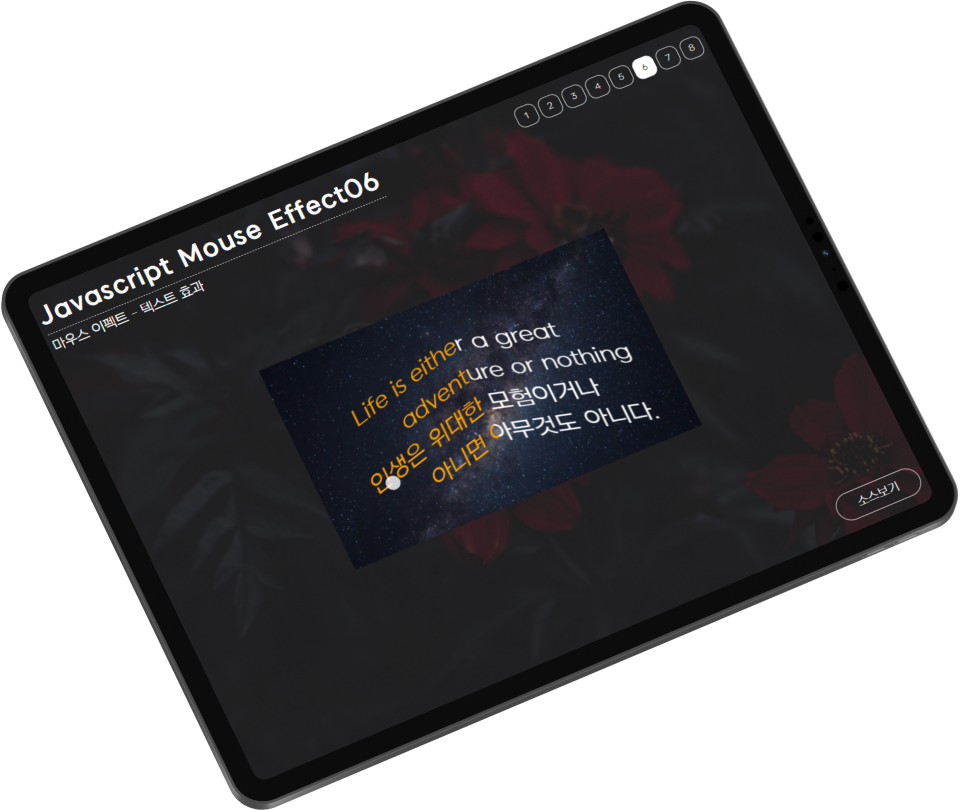 1 2 3 4 5 6 7 8
Javascript Mouse Effect06
마우스 이펙트 - 텍스트 효과
Life is either a great
adventure or nothing
인생은 위대한 모험이거나
아니면 아무것도 아니다.
소스보기